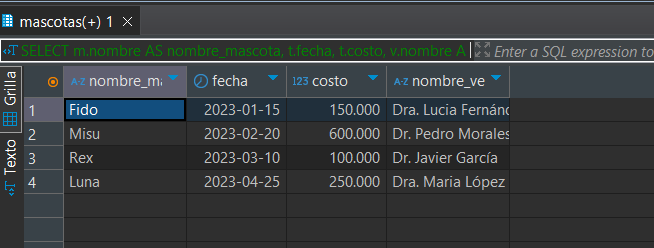 mascotas(+) 1
SELECT m.nombre AS nombre_mascota, t.fecha, t.costo, v.nombre A
Enter a SQL expression to
Grilla
Texto
A-Z nombre_ma fecha 123 costo A-Z nombre_ve
1 Fido 2023-01-15 150.000 Dra. Lucia Fernánd
2 Misu 2023-02-20 600.000 Dr. Pedro Morales
3 Rex 2023-03-10 100.000 Dr. Javier García
4 Luna 2023-04-25 250.000 Dra. Maria López